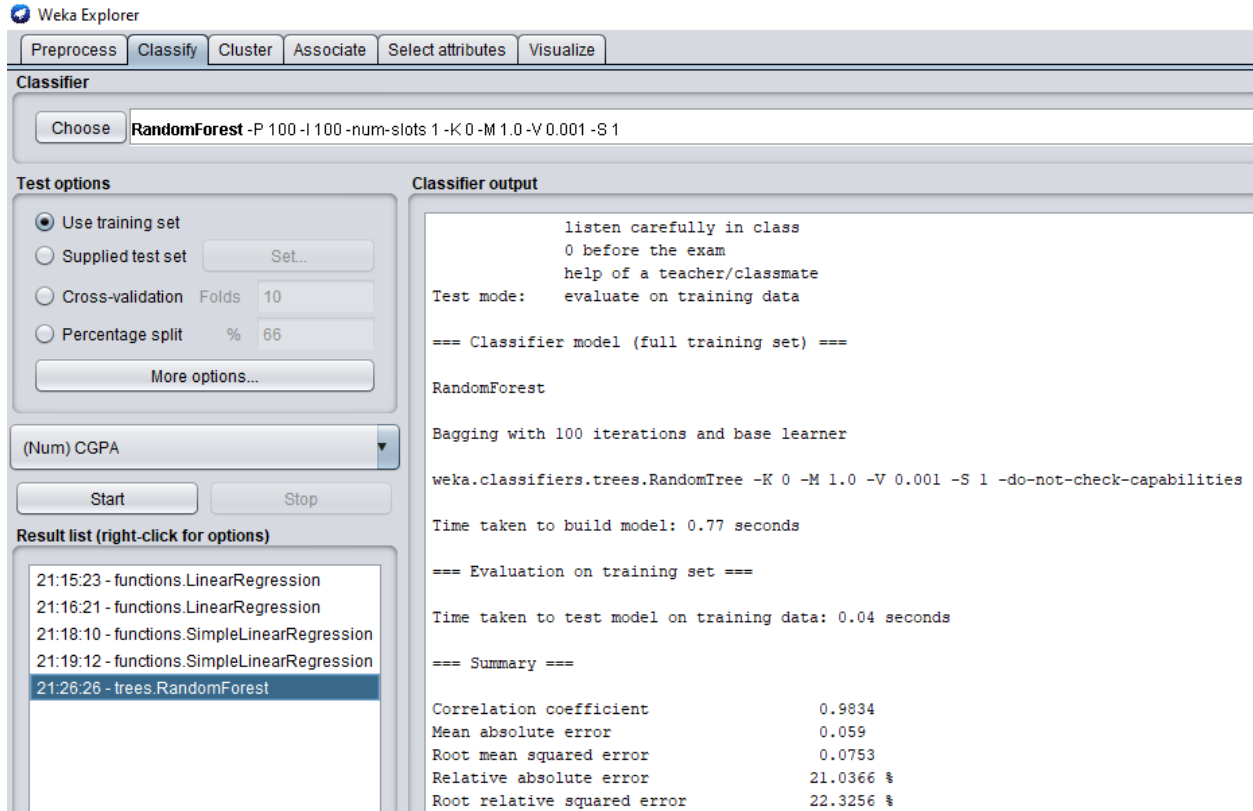 Weka Explorer
Preprocess Classify Cluster Associate Select attributes Visualize
Classifier
Choose RandomForest -P 100 -I 100 -num-slots 1 -K 0 -M 1.0 -V 0.001 -S 1
Test options
Use training set
Supplied test set Set...
Cross-validation Folds 10
Percentage split % 66
More options...
(Num) CGPA
Start Stop
Result list (right-click for options)
21:15:23 - functions.LinearRegression
21:16:21 - functions.LinearRegression
21:18:10 - functions.SimpleLinearRegression
21:19:12 - functions.SimpleLinearRegression
21:26:26 - trees.RandomForest
Classifier output
listen carefully in class
0 before the exam
help of a teacher/classmate
Test mode: evaluate on training data
=== Classifier model (full training set) ===
RandomForest
Bagging with 100 iterations and base learner
weka.classifiers.trees.RandomTree -K 0 -M 1.0 -V 0.001 -S 1 -do-not-check-capabilities
Time taken to build model: 0.77 seconds
=== Evaluation on training set ===
Time taken to test model on training data: 0.04 seconds
=== Summary ===
Correlation coefficient 0.9834
Mean absolute error 0.059
Root mean squared error 0.0753
Relative absolute error 21.0366 %
Root relative squared error 22.3256 %